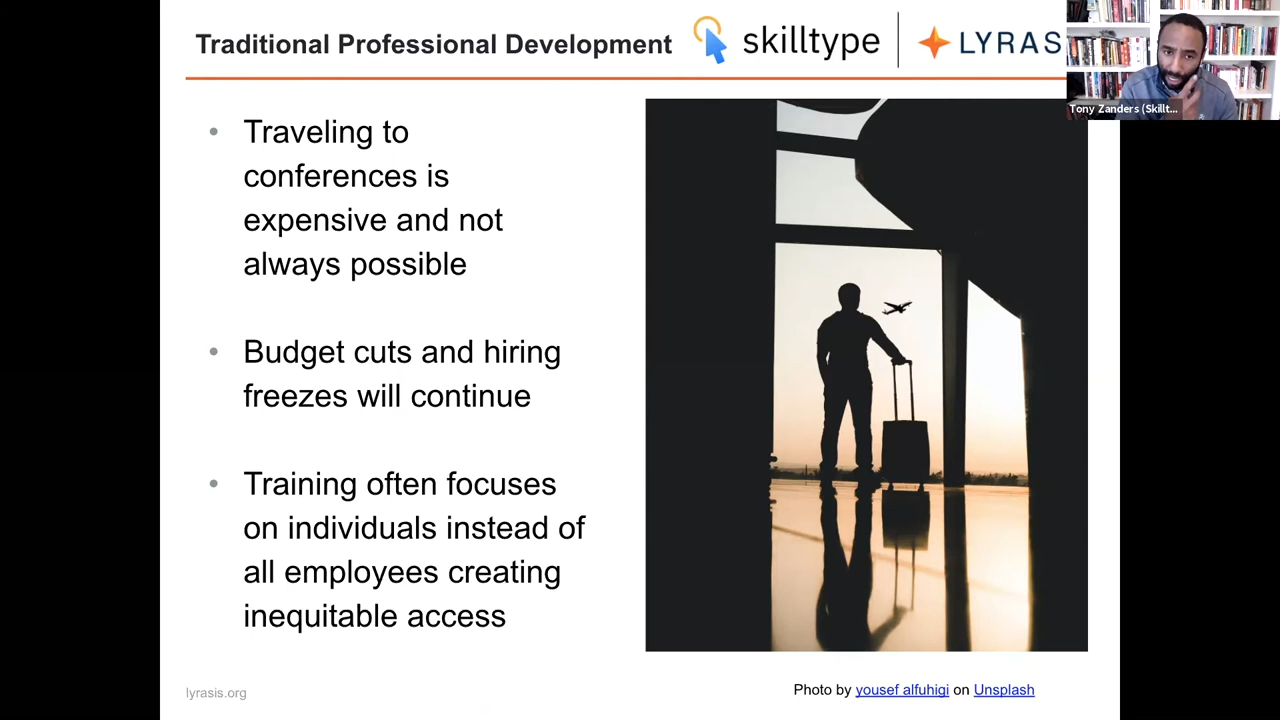 Traditional Professional Development
skilltype
LYRAS
Tony Zanders (Skillt...
• Traveling to
conferences is
expensive and not
always possible
• Budget cuts and hiring
freezes will continue
• Training often focuses
on individuals instead of
all employees creating
inequitable access
lyrasis.org
Photo by yousef alfuhigi on Unsplash